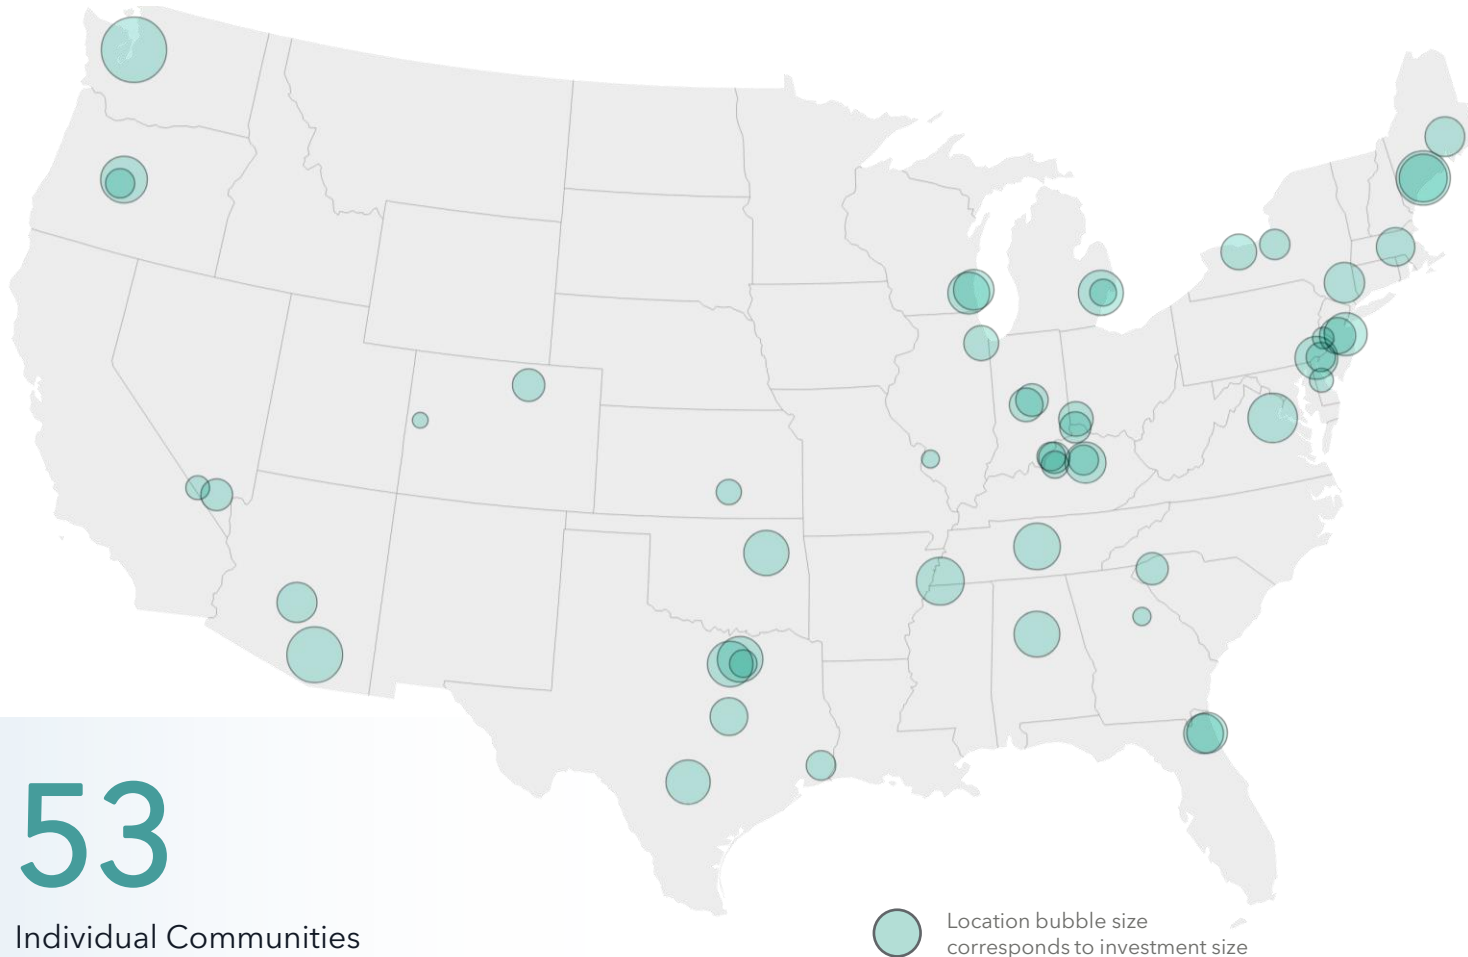 53
Individual Communities
Location bubble size
corresponds to investment size